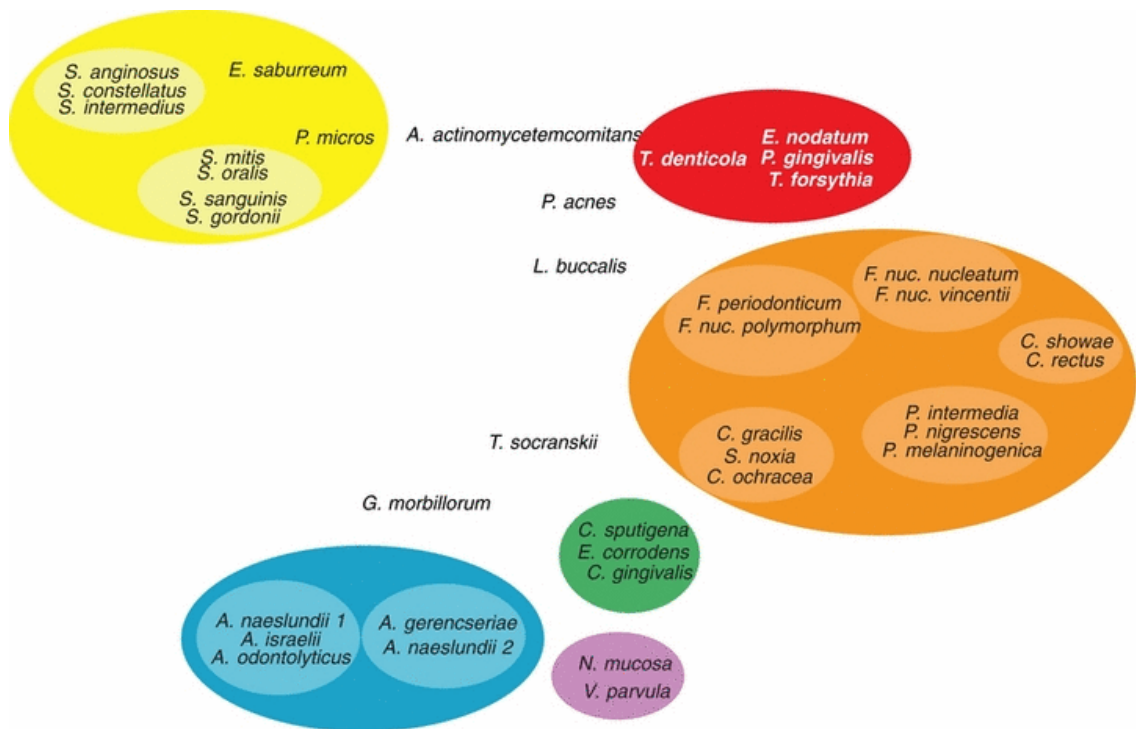 S. anginosus
S. constellatus
S. intermedius
E. saburreum
P. micros
S. mitis
S. oralis
S. sanguinis
S. gordonii
A. actinomycetemcomitans
P. acnes
L. buccalis
E. nodatum
T. denticola P. gingivalis
T. forsythia
F. nuc. nucleatum
F. nuc. vincentii
F. periodonticum
F. nuc. polymorphum
C. showae
C. rectus
P. intermedia
P. nigrescens
P. melaninogenica
C. gracilis
S. noxia
C. ochracea
T. socranskii
G. morbillorum
C. sputigena
E. corrodens
C. gingivalis
A. naeslundii 1
A. israelii
A. odontolyticus
A. gerencseriae
A. naeslundii 2
N. mucosa
V. parvula